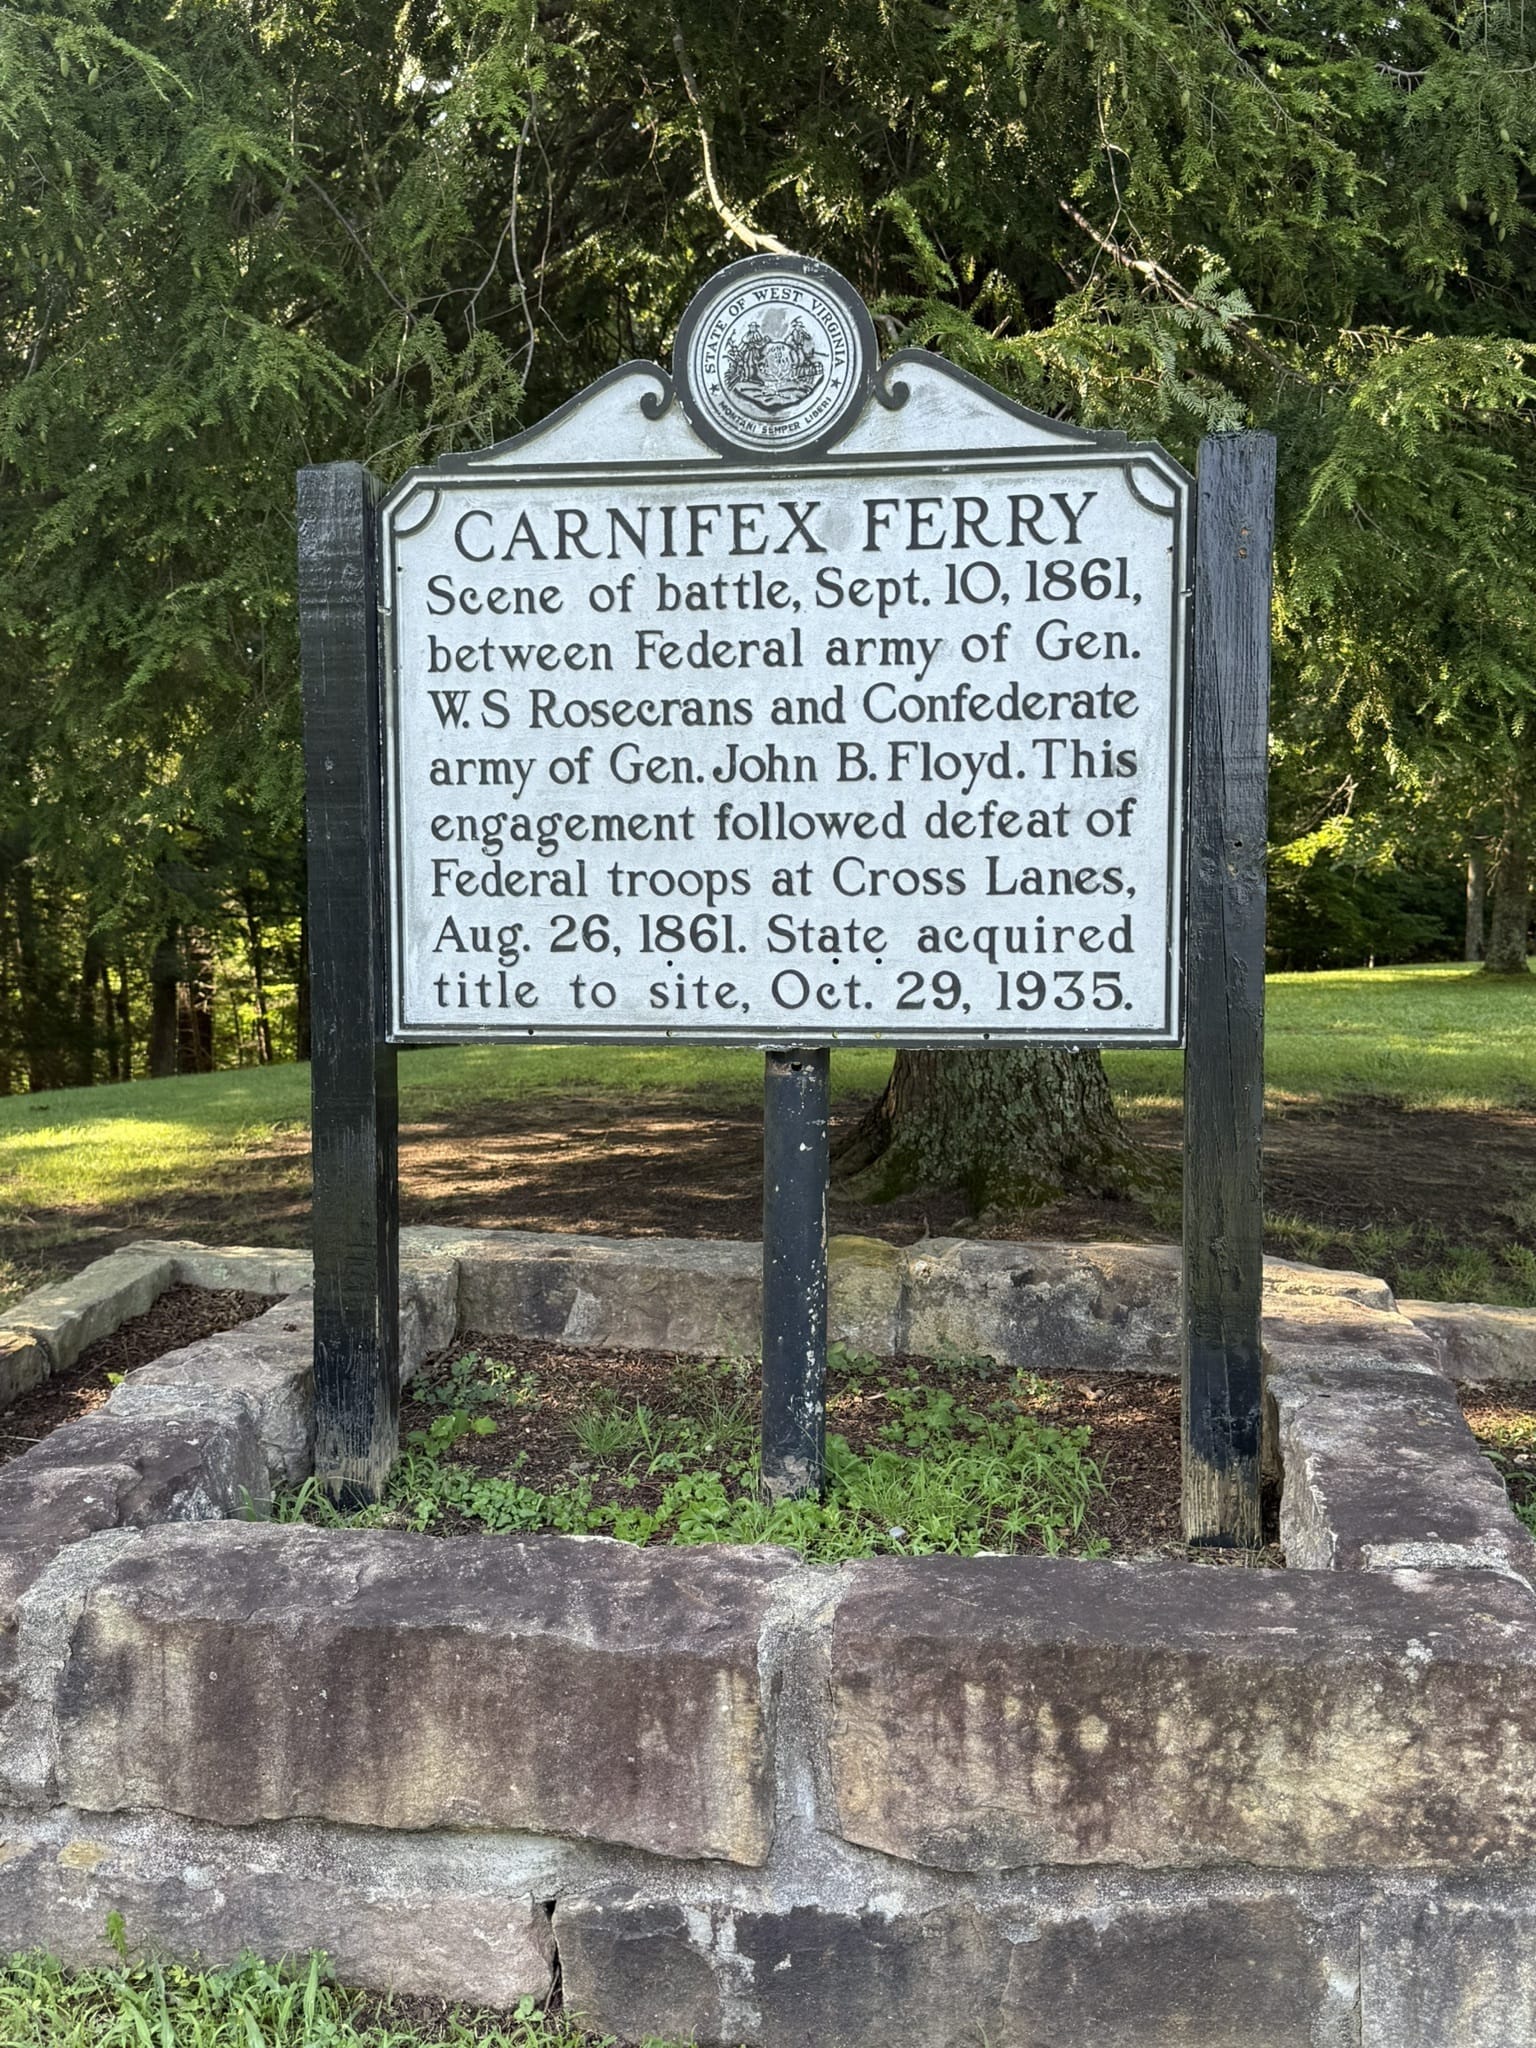 STATE OF WEST VIRGINIA
MONTANI SEMPER LIBERI
CARNIFEX FERRY
Scene of battle, Sept. 10, 1861,
between Federal army of Gen.
W. S Rosecrans and Confederate
army of Gen. John B. Floyd. This
engagement followed defeat of
Federal troops at Cross Lanes,
Aug. 26, 1861. State acquired
title to site, Oct. 29, 1935.